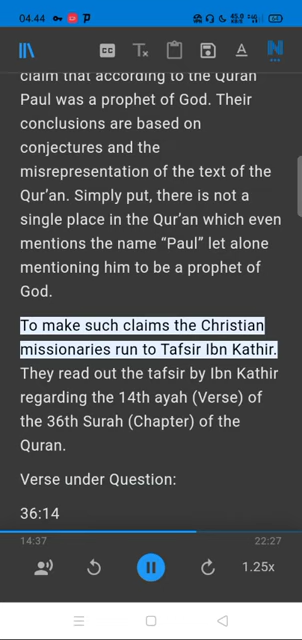 04.44
claim that according to the Quran
Paul was a prophet of God. Their
conclusions are based on
conjectures and the
misrepresentation of the text of the
Qur’an. Simply put, there is not a
single place in the Qur’an which even
mentions the name “Paul” let alone
mentioning him to be a prophet of
God.
To make such claims the Christian
missionaries run to Tafsir Ibn Kathir.
They read out the tafsir by Ibn Kathir
regarding the 14th ayah (Verse) of
the 36th Surah (Chapter) of the
Quran.
Verse under Question:
36:14
14:37 22:27
1.25x